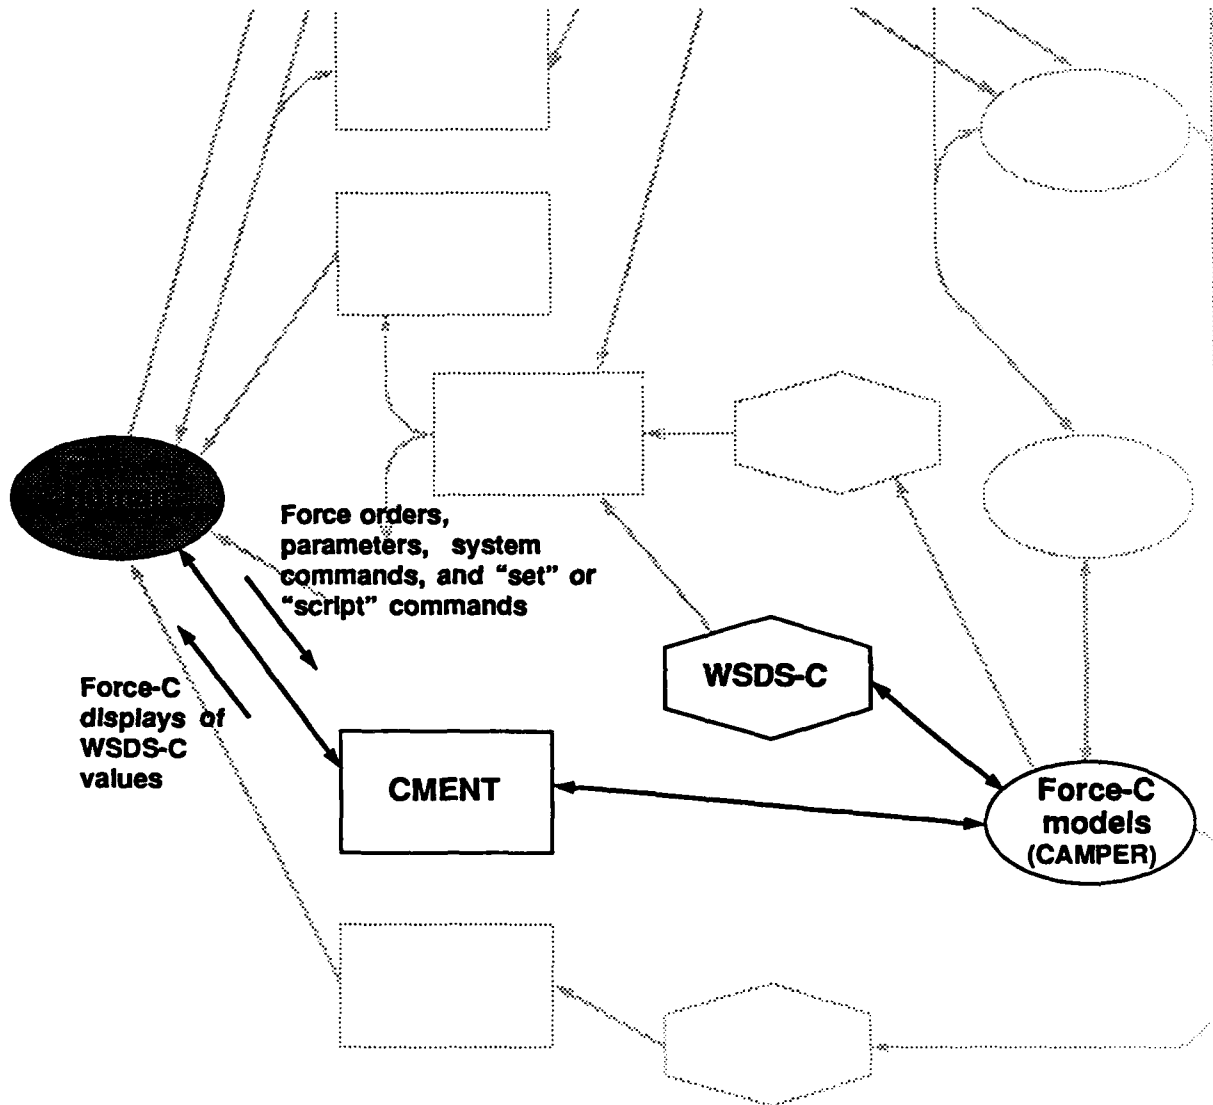 Force orders,
parameters, system
commands, and “set” or
“script” commands
Force-C
displays of
WSDS-C
values
WSDS-C
CMENT
Force-C
models
(CAMPER)